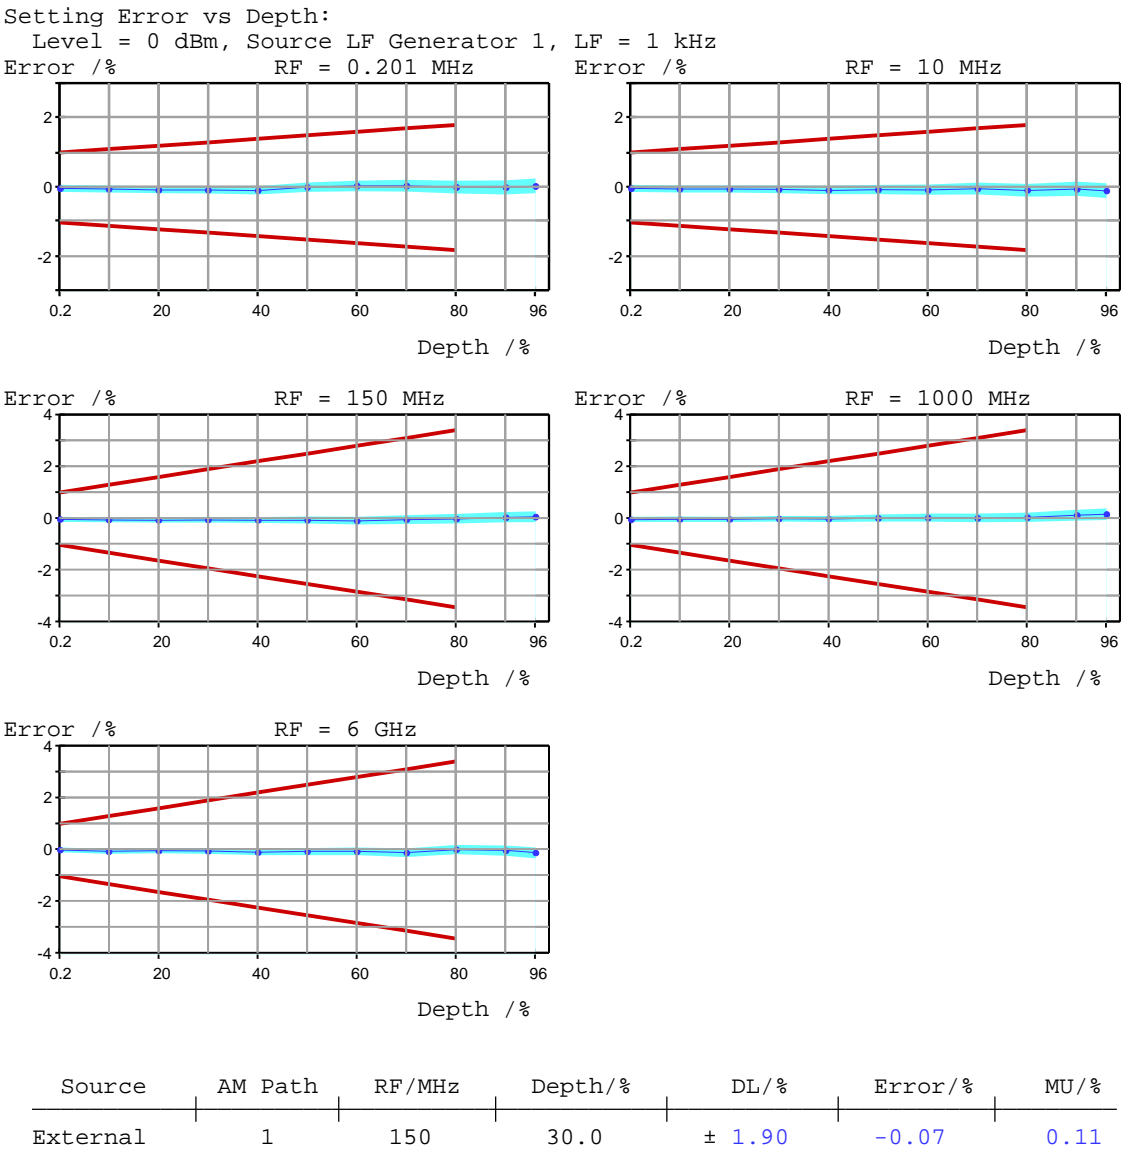 Setting Error vs Depth:
Level = 0 dBm, Source LF Generator 1, LF = 1 kHz
Error /% RF = 0.201 MHz
2
0
-2
0.2 20 40 60 80 96
Depth /%
Error /% RF = 10 MHz
2
0
-2
0.2 20 40 60 80 96
Depth /%
Error /% RF = 150 MHz
4
2
0
-2
-4
0.2 20 40 60 80 96
Depth /%
Error /% RF = 1000 MHz
4
2
0
-2
-4
0.2 20 40 60 80 96
Depth /%
Error /% RF = 6 GHz
4
2
0
-2
-4
0.2 20 40 60 80 96
Depth /%
Source AM Path RF/MHz Depth/% DL/% Error/% MU/%
External 1 150 30.0 ± 1.90 -0.07 0.11